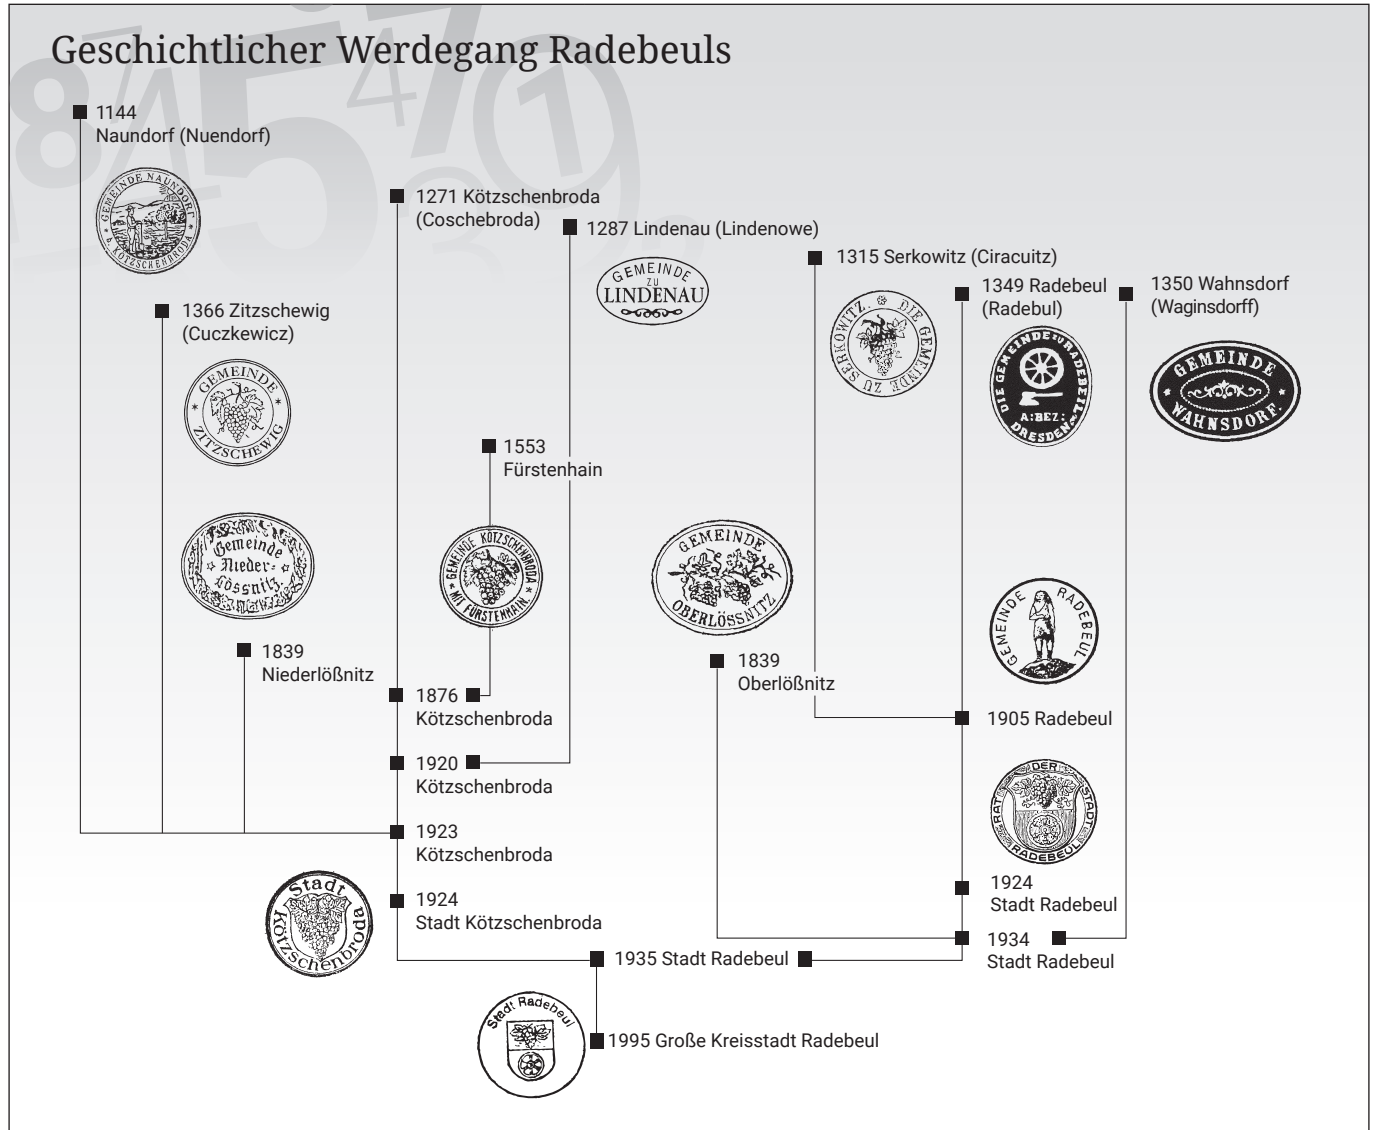 Geschichtlicher Werdegang Radebeuls
1144
Naundorf (Nuendorf)
GEMEINDE NAUNDORF
b. KÖTZSCHENBRODA
1271 Kötzschenbroda
(Coschebroda)
1287 Lindenau (Lindenowe)
GEMEINDE
ZU
LINDENAU
1315 Serkowitz (Ciracuitz)
DIE GEMEINDE ZU SERKOWITZ.
1349 Radebeul
(Radebul)
DIE GEMEINDE ZU RADEBEIL
A: BEZ:
DRESDEN
1350 Wahnsdorf
(Waginsdorff)
GEMEINDE
WAHNSDORF.
1366 Zitzschewig
(Cuczkewicz)
GEMEINDE
ZITZSCHEWIG
1553
Fürstenhain
GEMEINDE KÖTZSCHENBRODA
MIT FÜRSTENHAIN.
Gemeinde
Nieder-
Lössnitz.
GEMEINDE
OBERLÖSSNITZ
GEMEINDE RADEBEUL
1839
Niederlößnitz
1839
Oberlößnitz
1876
Kötzschenbroda
1905 Radebeul
1920
Kötzschenbroda
RAT DER STADT
RADEBEUL
1923
Kötzschenbroda
Stadt
Kötzschenbroda
1924
Stadt Kötzschenbroda
1924
Stadt Radebeul
1934
Stadt Radebeul
1935 Stadt Radebeul
Stadt Radebeul
1995 Große Kreisstadt Radebeul